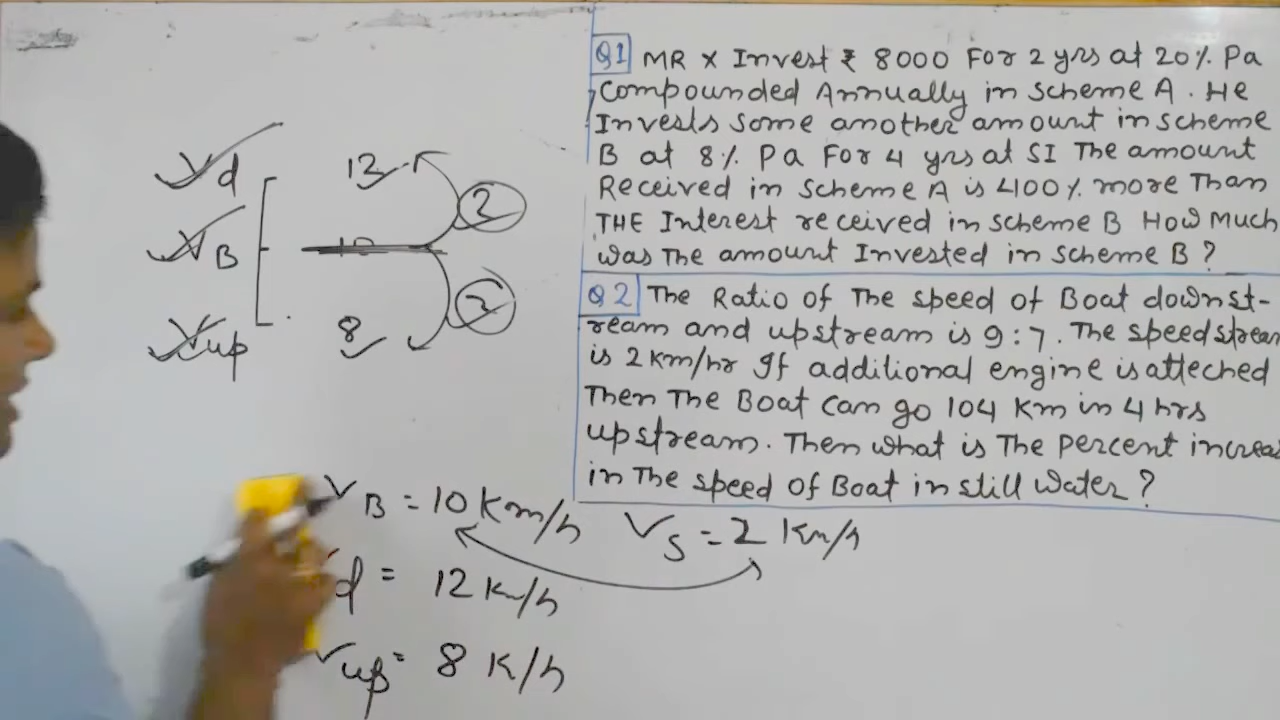 Vd 12 2
VB
Vup 8 2
VB = 10 Km/h VS = 2 Km/h
d = 12 Km/h
Vup = 8 K/h
Q1 MR X Invest ₹ 8000 For 2 yrs at 20% Pa
Compounded Annually in scheme A. He
Invests some another amount in scheme
B at 8% Pa For 4 yrs at SI The amount
Received in scheme A is 400% more Than
THE Interest received in scheme B How Much
was The amount Invested in scheme B ?
Q2 The Ratio of The speed of Boat downst-
ream and upstream is 9:7. The speed strean
is 2 km/hr If additional engine is atteched
Then The Boat can go 104 Km in 4 hrs
upstream. Then what is The percent increa
in The speed of Boat in still water ?